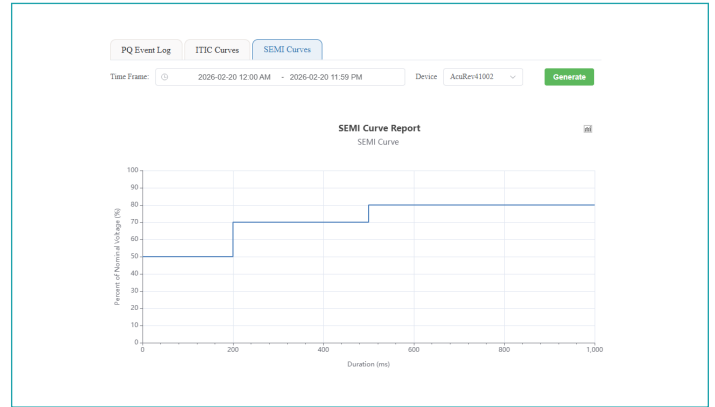 PQ Event Log ITIC Curves SEMI Curves
Time Frame: 2026-02-20 12:00 AM - 2026-02-20 11:59 PM Device AcuRev41002 Generate
SEMI Curve Report
SEMI Curve
Percent of Nominal Voltage (%)
100
90
80
70
60
50
40
30
20
10
0
0 200 400 600 800 1,000
Duration (ms)